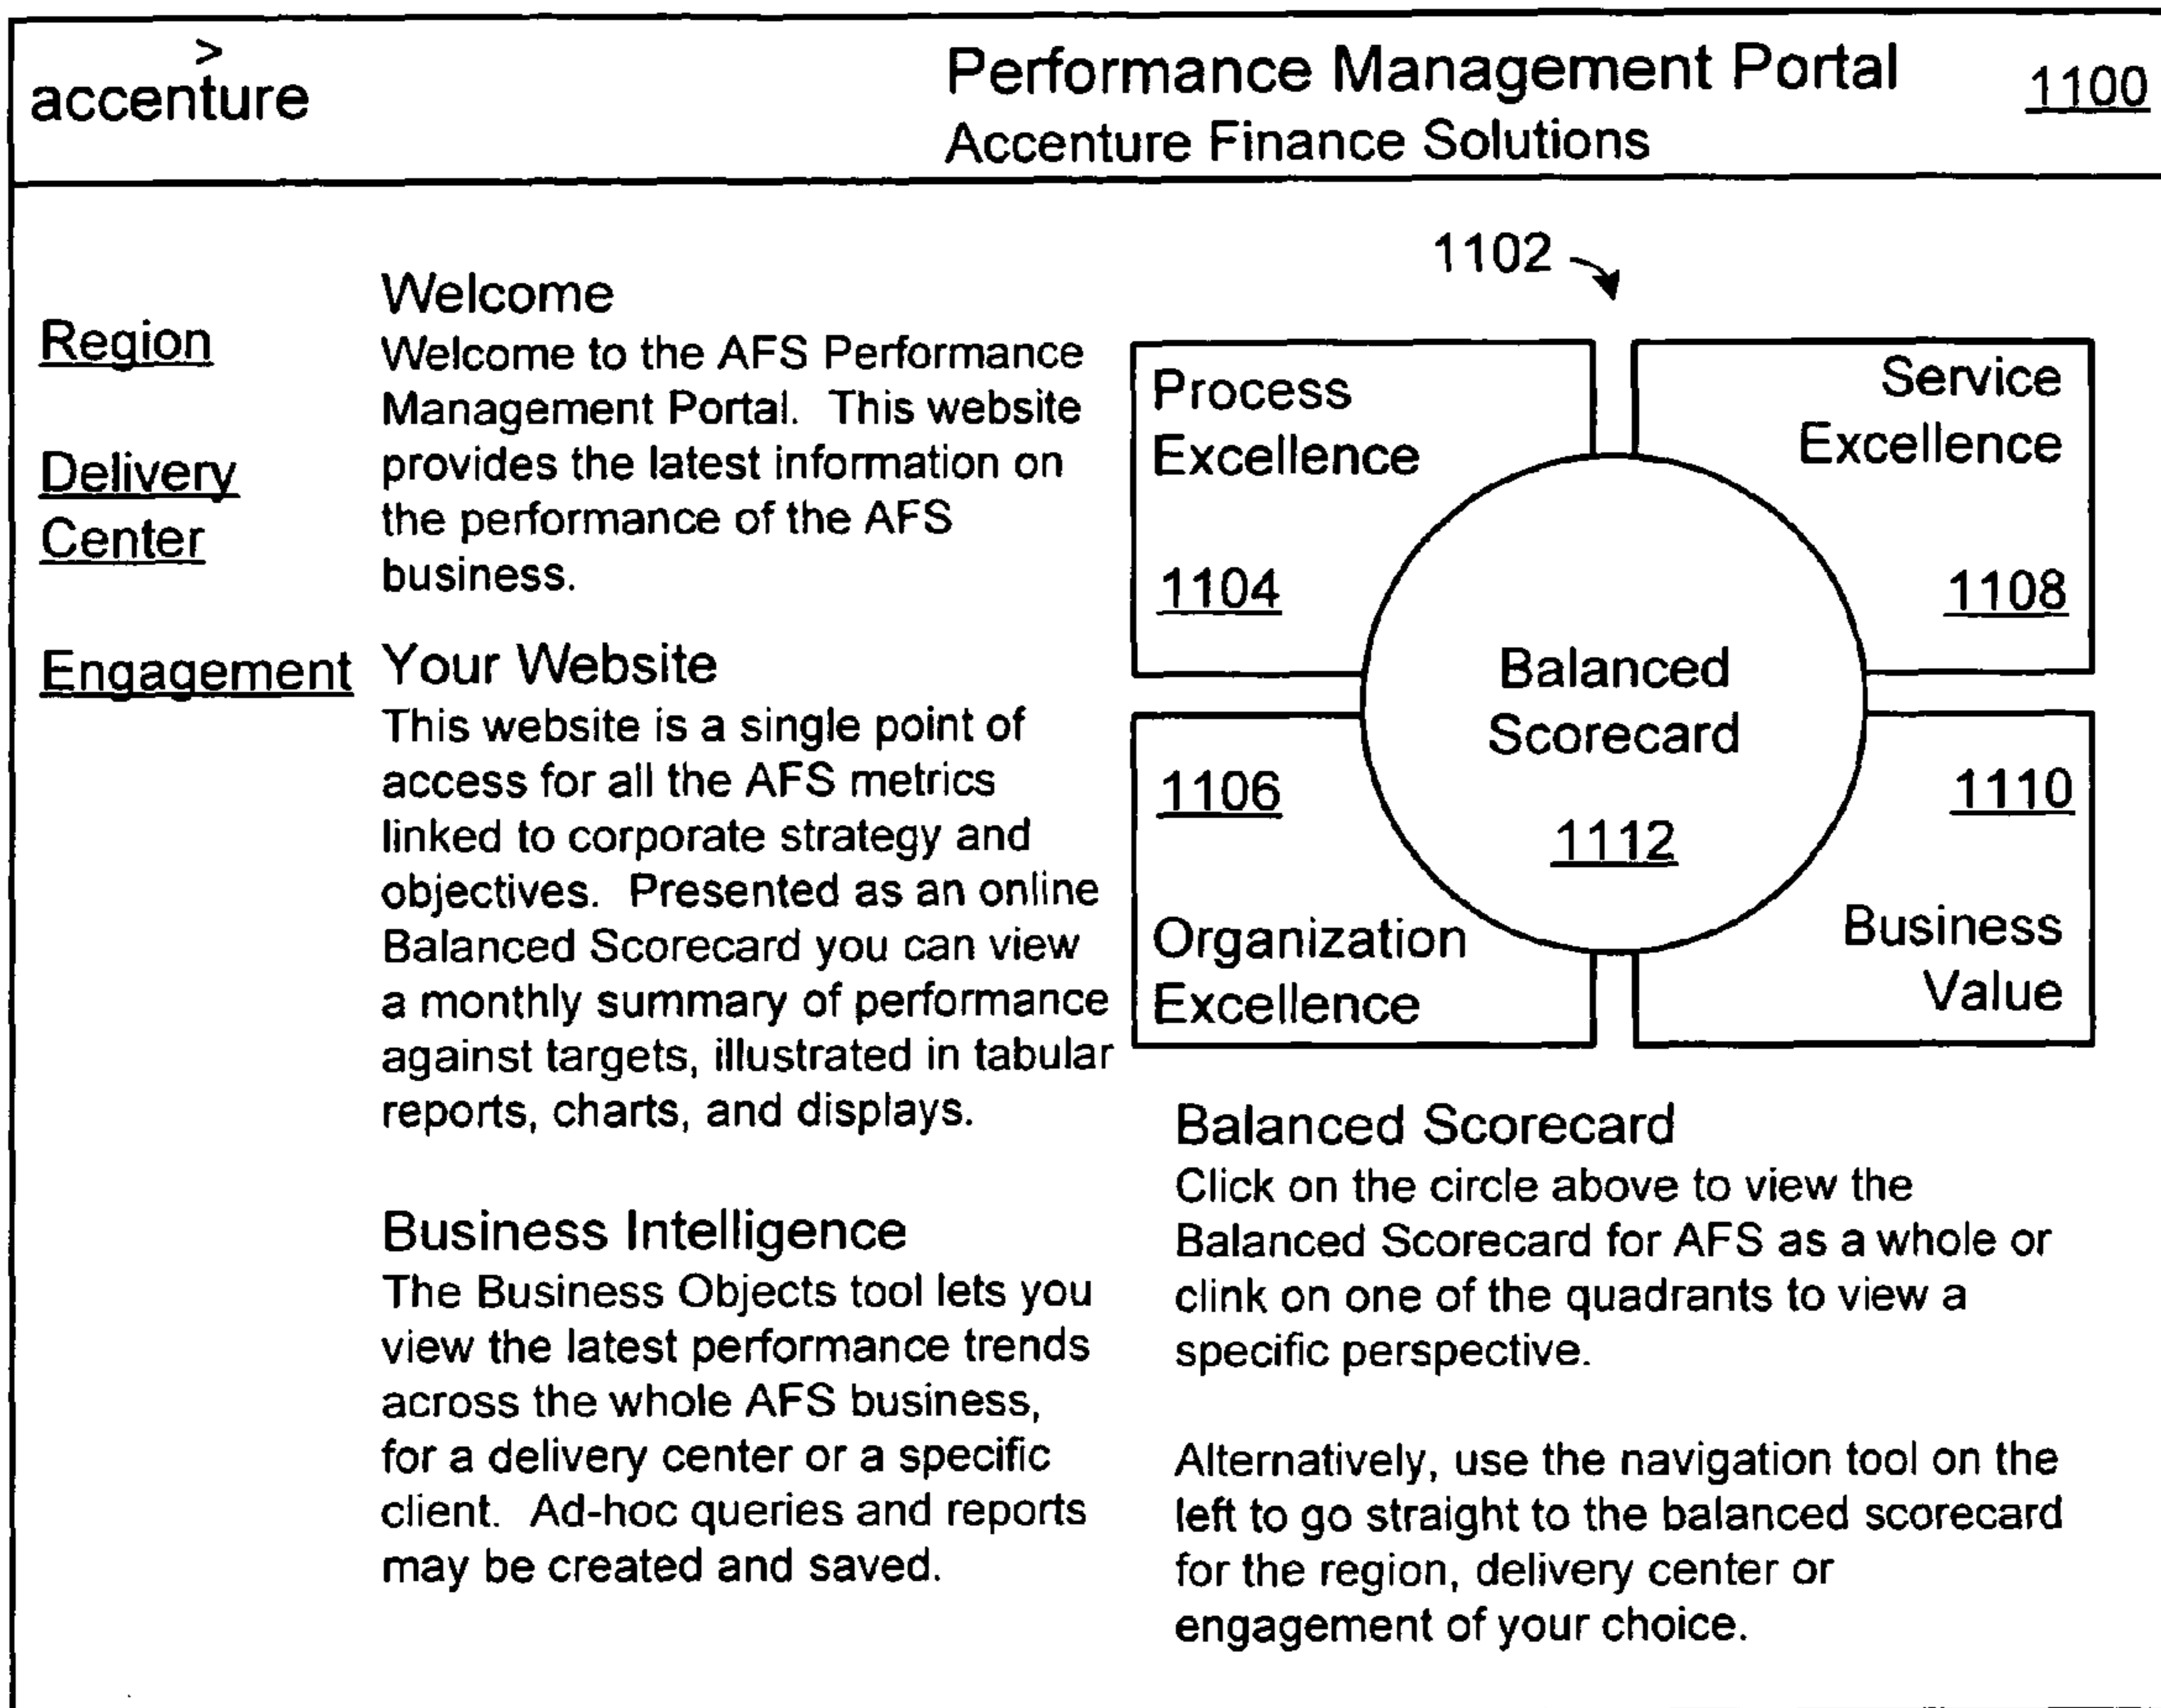 >
accenture
Performance Management Portal
1100
Accenture Finance Solutions
Region
Delivery
Center
Engagement
Welcome
Welcome to the AFS Performance
Management Portal. This website
provides the latest information on
the performance of the AFS
business.
Your Website
This website is a single point of
access for all the AFS metrics
linked to corporate strategy and
objectives. Presented as an online
Balanced Scorecard you can view
a monthly summary of performance
against targets, illustrated in tabular
reports, charts, and displays.
Business Intelligence
The Business Objects tool lets you
view the latest performance trends
across the whole AFS business,
for a delivery center or a specific
client. Ad-hoc queries and reports
may be created and saved.
1102
Process
Excellence
1104
Service
Excellence
1108
Balanced
Scorecard
1112
1106
Organization
Excellence
1110
Business
Value
Balanced Scorecard
Click on the circle above to view the
Balanced Scorecard for AFS as a whole or
clink on one of the quadrants to view a
specific perspective.
Alternatively, use the navigation tool on the
left to go straight to the balanced scorecard
for the region, delivery center or
engagement of your choice.